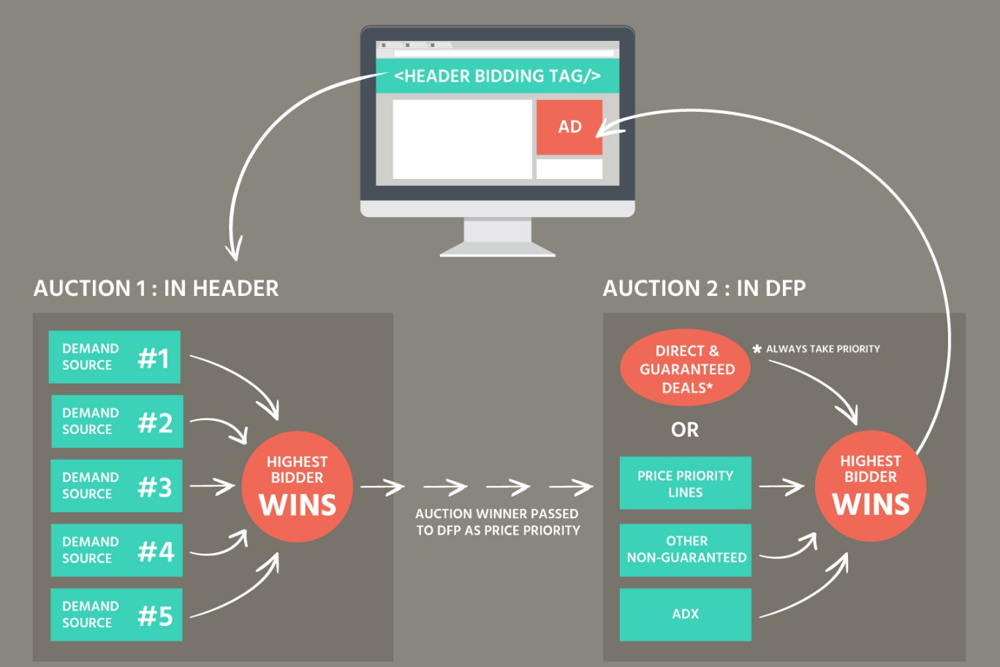 <HEADER BIDDING TAG/>
AD
AUCTION 1 : IN HEADER
DEMAND
SOURCE #1
DEMAND
SOURCE #2
DEMAND
SOURCE #3
DEMAND
SOURCE #4
DEMAND
SOURCE #5
HIGHEST
BIDDER
WINS
AUCTION WINNER PASSED
TO DFP AS PRICE PRIORITY
AUCTION 2 : IN DFP
DIRECT &
GUARANTEED
DEALS*
* ALWAYS TAKE PRIORITY
OR
PRICE PRIORITY
LINES
OTHER
NON-GUARANTEED
ADX
HIGHEST
BIDDER
WINS